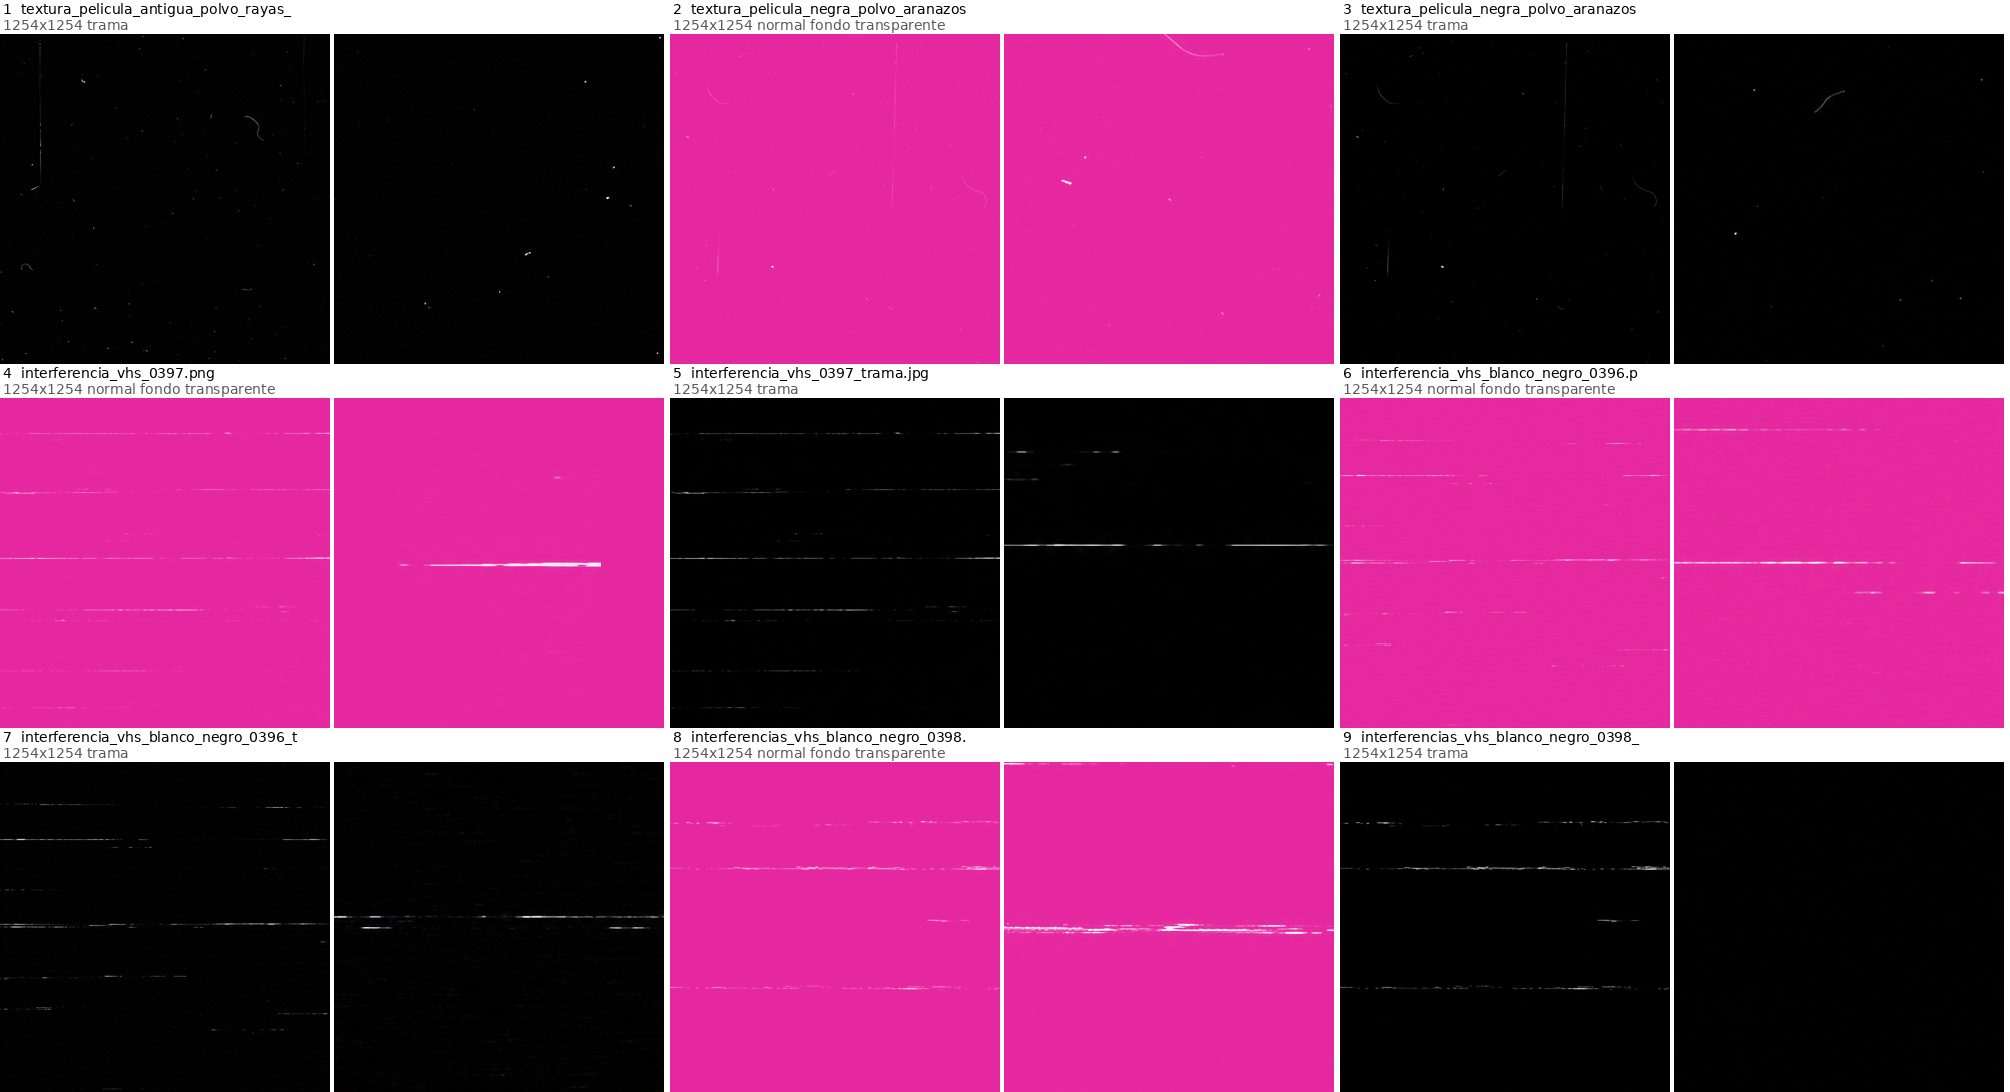 1 textura_pelicula_antigua_polvo_rayas_
1254x1254 trama
2 textura_pelicula_negra_polvo_aranazos
1254x1254 normal fondo transparente
3 textura_pelicula_negra_polvo_aranazos
1254x1254 trama
4 interferencia_vhs_0397.png
1254x1254 normal fondo transparente
5 interferencia_vhs_0397_trama.jpg
1254x1254 trama
6 interferencia_vhs_blanco_negro_0396.p
1254x1254 normal fondo transparente
7 interferencia_vhs_blanco_negro_0396_t
1254x1254 trama
8 interferencias_vhs_blanco_negro_0398.
1254x1254 normal fondo transparente
9 interferencias_vhs_blanco_negro_0398_
1254x1254 trama